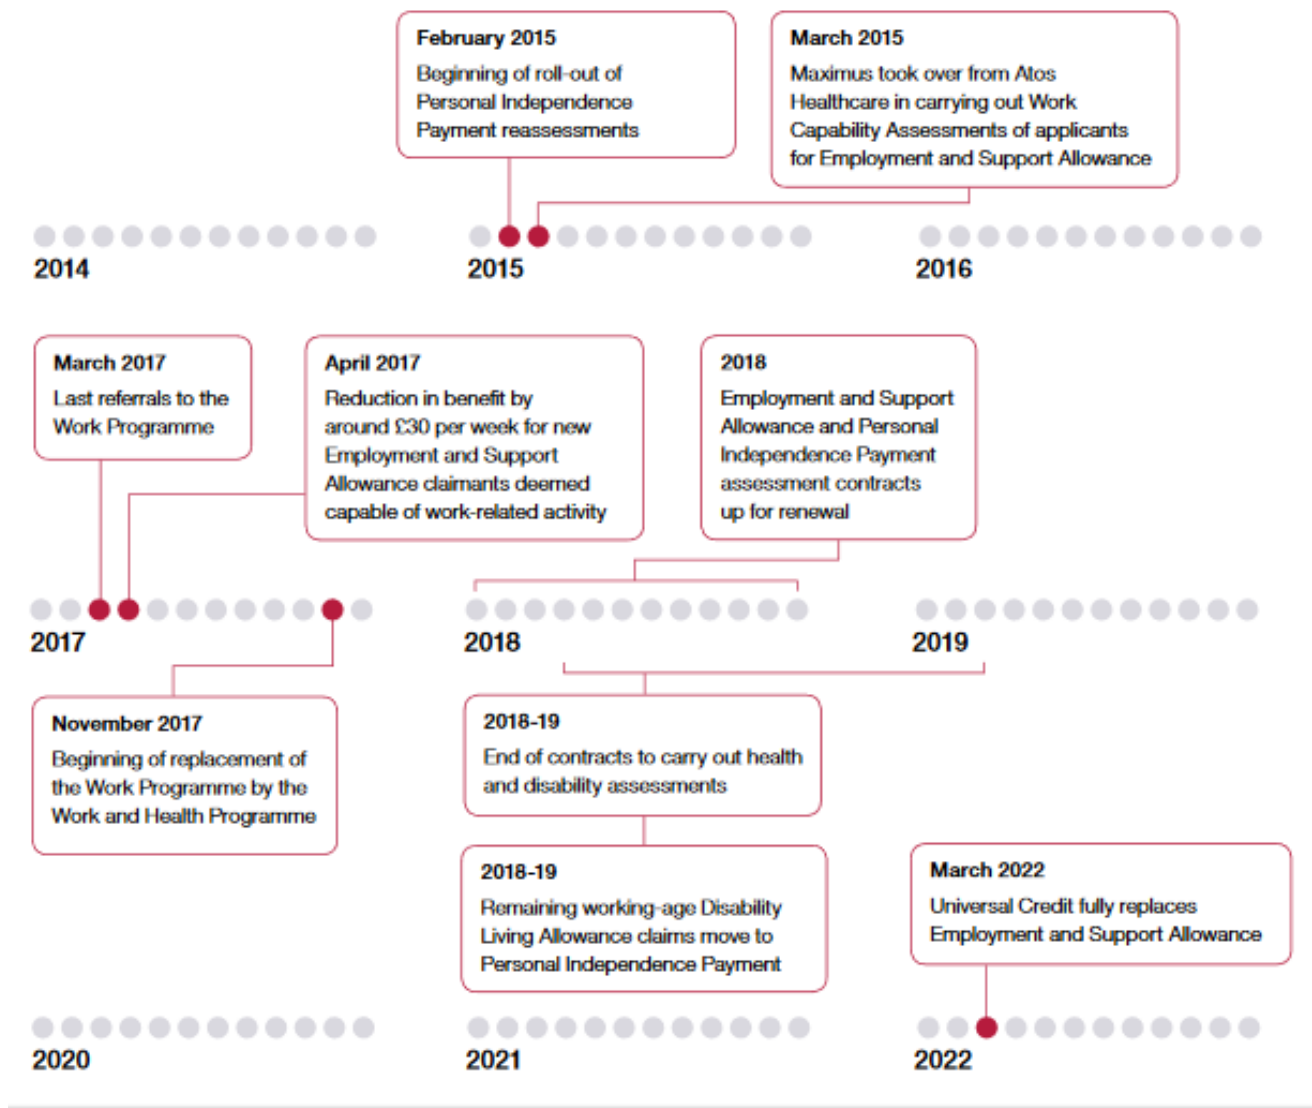 February 2015
Beginning of roll-out of
Personal Independence
Payment reassessments
March 2015
Maximus took over from Atos
Healthcare in carrying out Work
Capability Assessments of applicants
for Employment and Support Allowance
2014
2015
2016
March 2017
Last referrals to the
Work Programme
April 2017
Reduction in benefit by
around £30 per week for new
Employment and Support
Allowance claimants deemed
capable of work-related activity
2018
Employment and Support
Allowance and Personal
Independence Payment
assessment contracts
up for renewal
2017
2018
2019
November 2017
Beginning of replacement of
the Work Programme by the
Work and Health Programme
2018-19
End of contracts to carry out health
and disability assessments
2018-19
Remaining working-age Disability
Living Allowance claims move to
Personal Independence Payment
March 2022
Universal Credit fully replaces
Employment and Support Allowance
2020
2021
2022